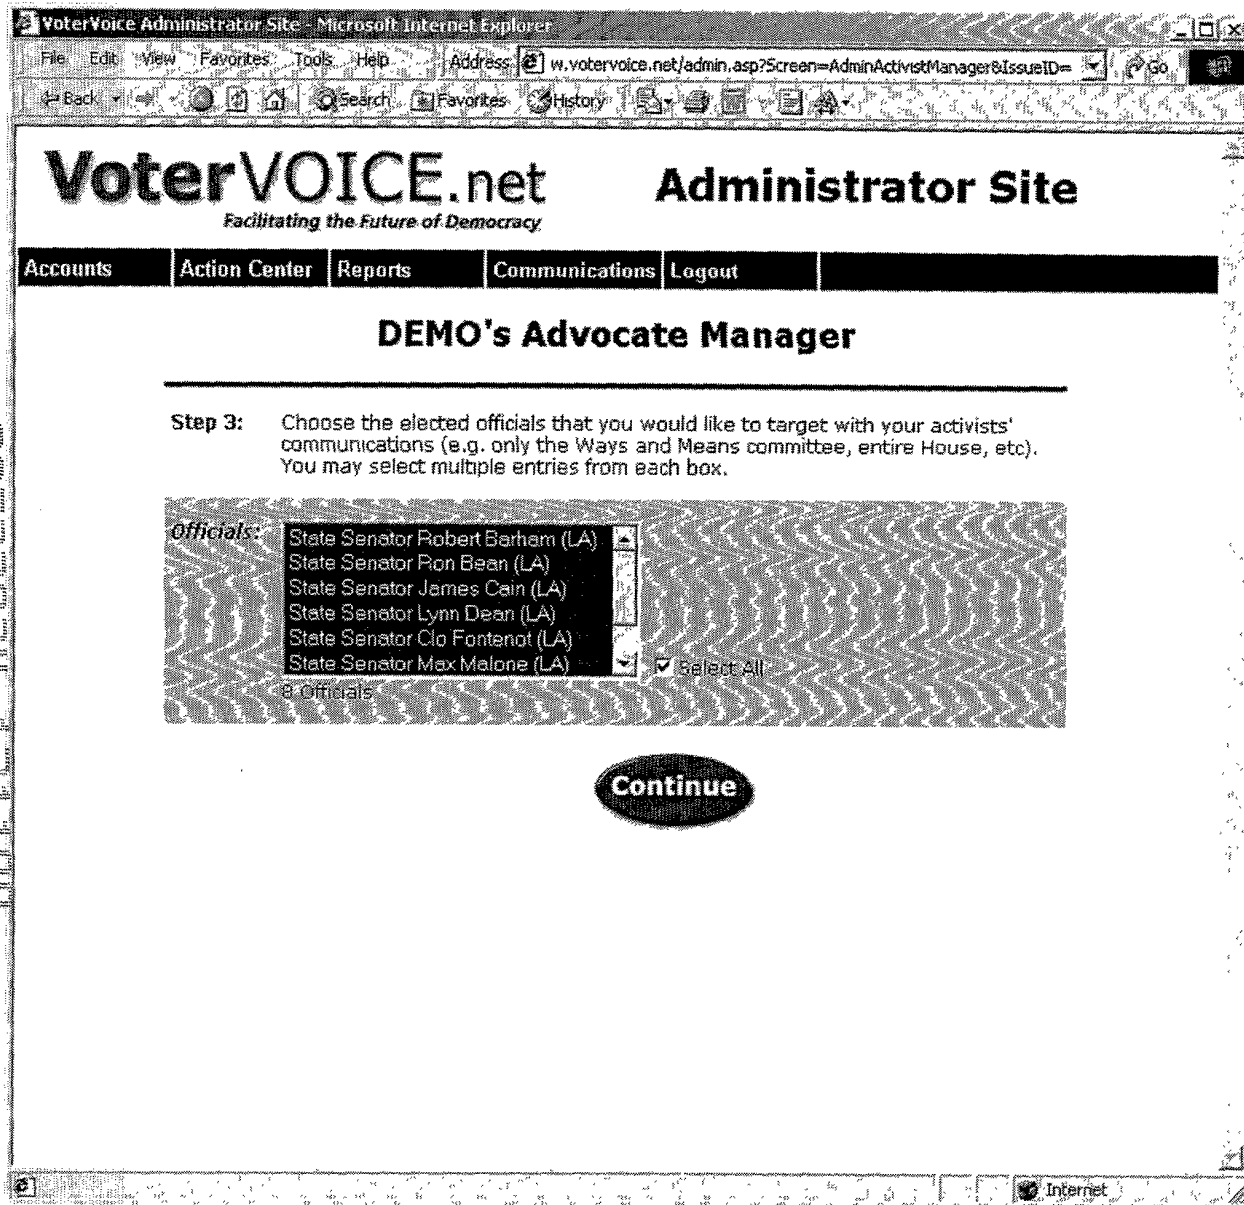 VoterVoice Administrator Site - Microsoft Internet Explorer
File Edit View Favorites Tools Help Address w.votervoice.net/admin.asp?Screen=AdminActivistManager&IssueID= Go
Back Search Favorites History
VoterVOICE.net Administrator Site
Facilitating the Future of Democracy
Accounts Action Center Reports Communications Logout
DEMO's Advocate Manager
Step 3: Choose the elected officials that you would like to target with your activists'
communications (e.g. only the Ways and Means committee, entire House, etc).
You may select multiple entries from each box.
Officials: State Senator Robert Barham (LA)
State Senator Ron Bean (LA)
State Senator James Cain (LA)
State Senator Lynn Dean (LA)
State Senator Clo Fontenot (LA)
State Senator Max Malone (LA) Select All
8 Officials
Continue
Internet